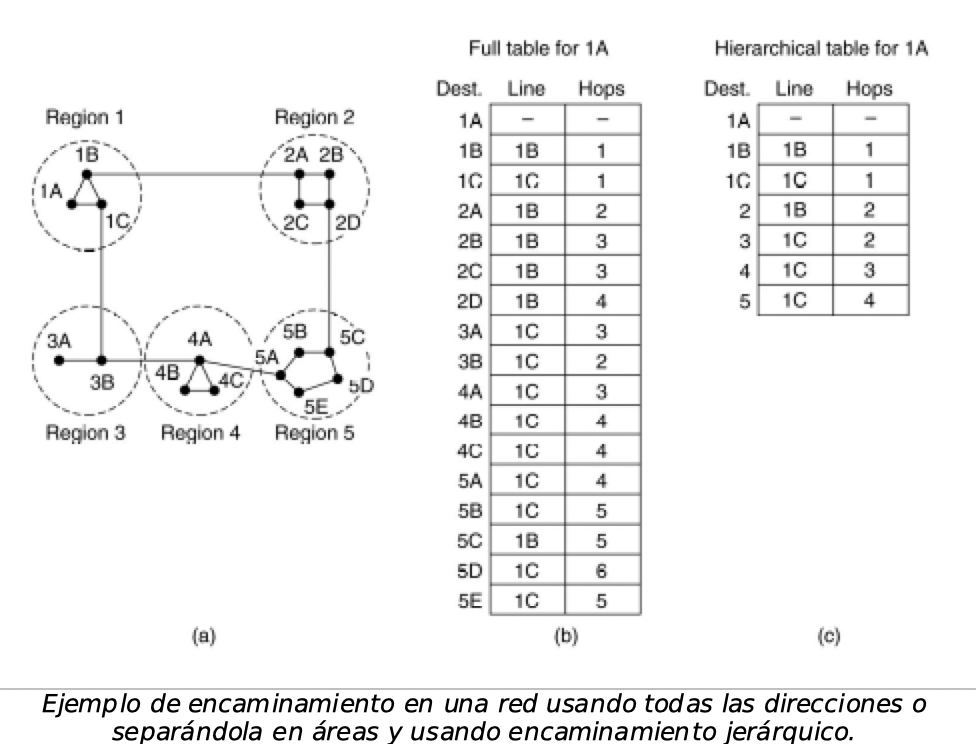 Full table for 1A
Dest. Line Hops
1A – –
1B 1B 1
1C 1C 1
2A 1B 2
2B 1B 3
2C 1B 3
2D 1B 4
3A 1C 3
3B 1C 2
4A 1C 3
4B 1C 4
4C 1C 4
5A 1C 4
5B 1C 5
5C 1B 5
5D 1C 6
5E 1C 5
Hierarchical table for 1A
Dest. Line Hops
1A – –
1B 1B 1
1C 1C 1
2 1B 2
3 1C 2
4 1C 3
5 1C 4
Region 1
Region 2
1B
2A 2B
1A
1C
2C
2D
3A
4A
5B
5C
3B
4B
4C
5A
5D
5E
Region 3
Region 4
Region 5
(a)
(b)
(c)
Ejemplo de encaminamiento en una red usando todas las direcciones o
separándola en áreas y usando encaminamiento jerárquico.